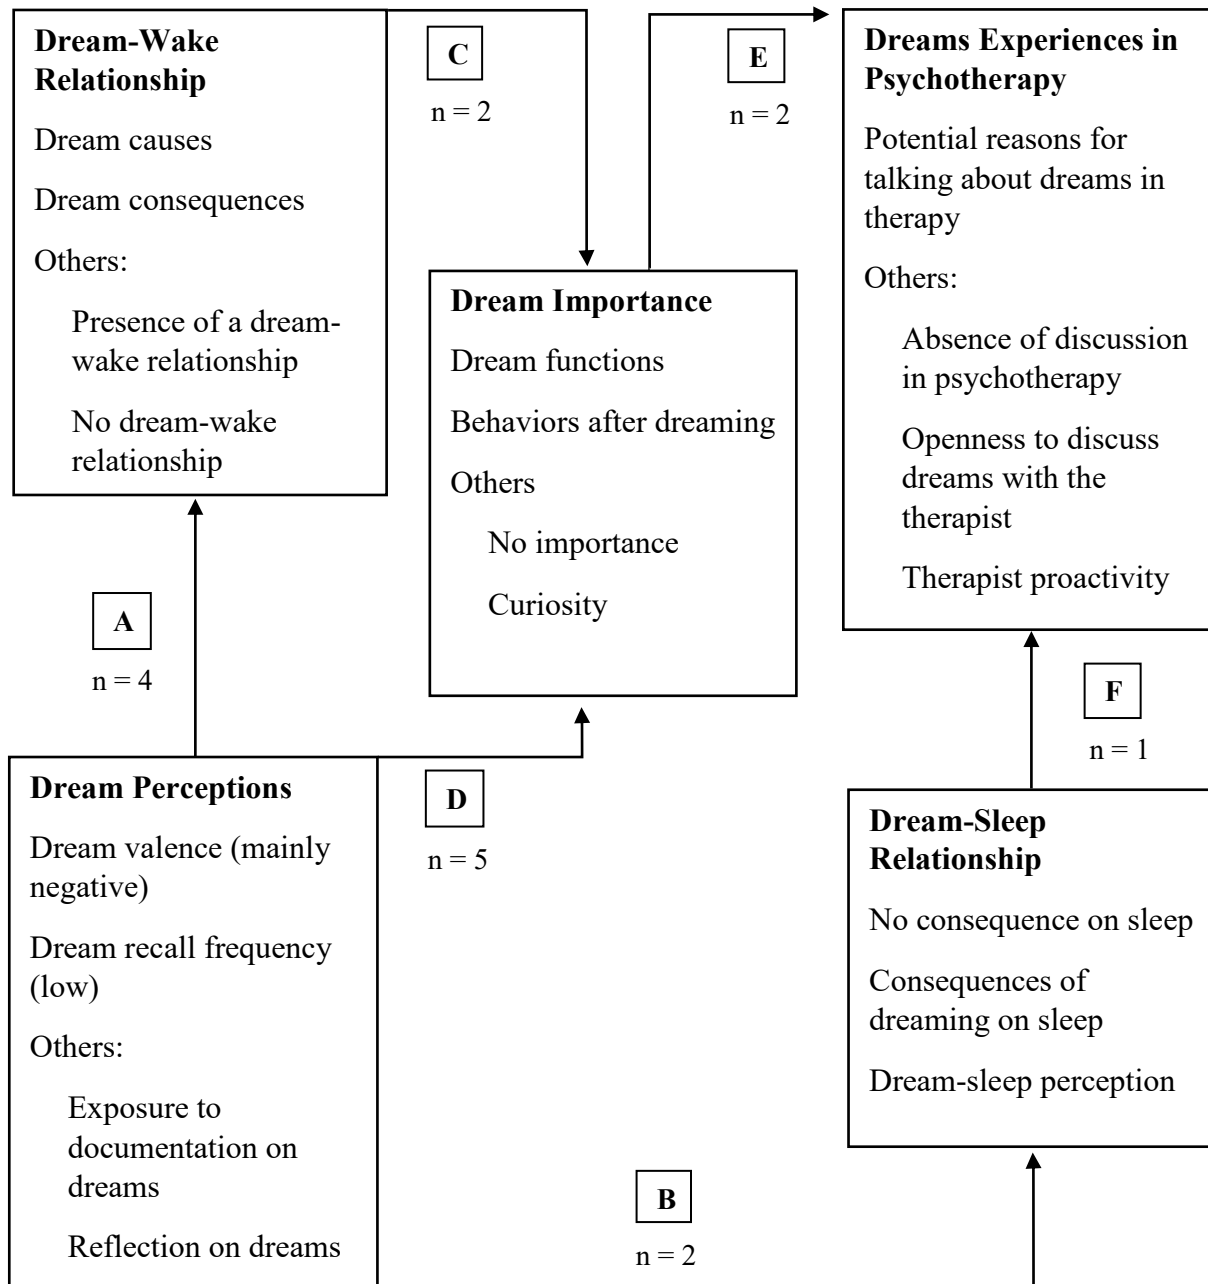 Dream-Wake
Relationship
Dream causes
Dream consequences
Others:
Presence of a dream-
wake relationship
No dream-wake
relationship
C
n = 2
E
n = 2
Dreams Experiences in
Psychotherapy
Potential reasons for
talking about dreams in
therapy
Others:
Absence of discussion
in psychotherapy
Openness to discuss
dreams with the
therapist
Therapist proactivity
Dream Importance
Dream functions
Behaviors after dreaming
Others
No importance
Curiosity
A
n = 4
F
n = 1
Dream Perceptions
Dream valence (mainly
negative)
Dream recall frequency
(low)
Others:
Exposure to
documentation on
dreams
Reflection on dreams
D
n = 5
Dream-Sleep
Relationship
No consequence on sleep
Consequences of
dreaming on sleep
Dream-sleep perception
B
n = 2